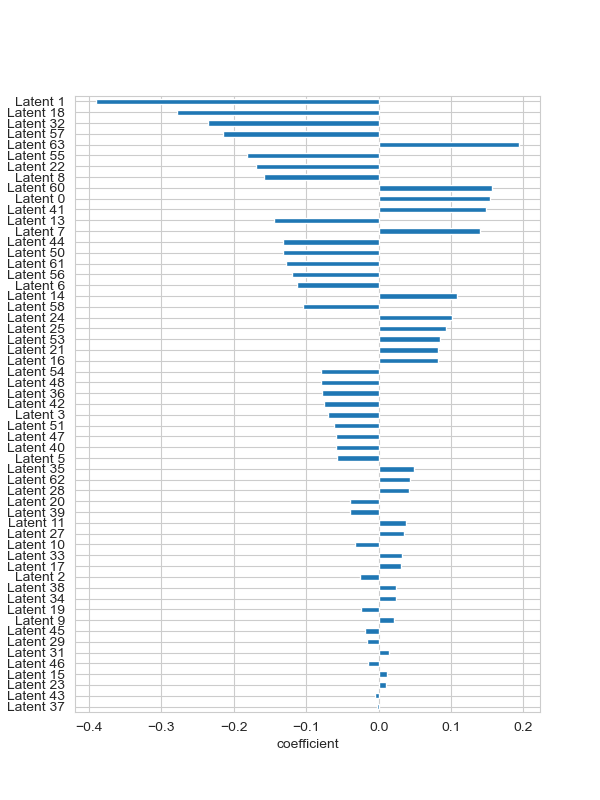 Latent 1
Latent 18
Latent 32
Latent 57
Latent 63
Latent 55
Latent 22
Latent 8
Latent 60
Latent 0
Latent 41
Latent 13
Latent 7
Latent 44
Latent 50
Latent 61
Latent 56
Latent 6
Latent 14
Latent 58
Latent 24
Latent 25
Latent 53
Latent 21
Latent 16
Latent 54
Latent 48
Latent 36
Latent 42
Latent 3
Latent 51
Latent 47
Latent 40
Latent 5
Latent 35
Latent 62
Latent 28
Latent 20
Latent 39
Latent 11
Latent 27
Latent 10
Latent 33
Latent 17
Latent 2
Latent 38
Latent 34
Latent 19
Latent 9
Latent 45
Latent 29
Latent 31
Latent 46
Latent 15
Latent 23
Latent 43
Latent 37
−0.4 −0.3 −0.2 −0.1 0.0 0.1 0.2
coefficient